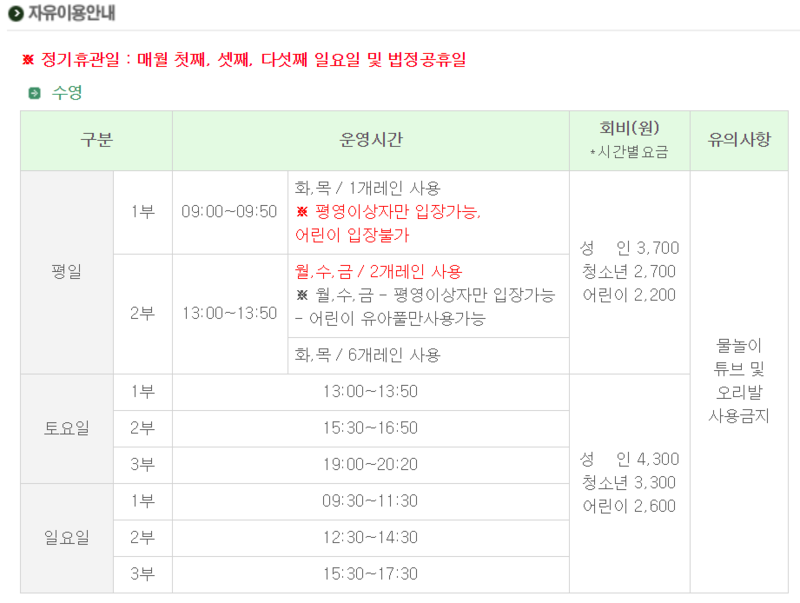 자유이용안내
※ 정기휴관일 : 매월 첫째, 셋째, 다섯째 일요일 및 법정공휴일
수영
구분 운영시간 회비(원) 유의사항
*시간별요금
평일
1부 09:00~09:50
화,목 / 1개레인 사용
※ 평영이상자만 입장가능,
어린이 입장불가
2부 13:00~13:50
월,수,금 / 2개레인 사용
※ 월,수,금 - 평영이상자만 입장가능
- 어린이 유아풀만사용가능
화,목 / 6개레인 사용
성 인 3,700
청소년 2,700
어린이 2,200
토요일
1부 13:00~13:50
2부 15:30~16:50
3부 19:00~20:20
일요일
1부 09:30~11:30
2부 12:30~14:30
3부 15:30~17:30
성 인 4,300
청소년 3,300
어린이 2,600
물놀이
튜브 및
오리발
사용금지